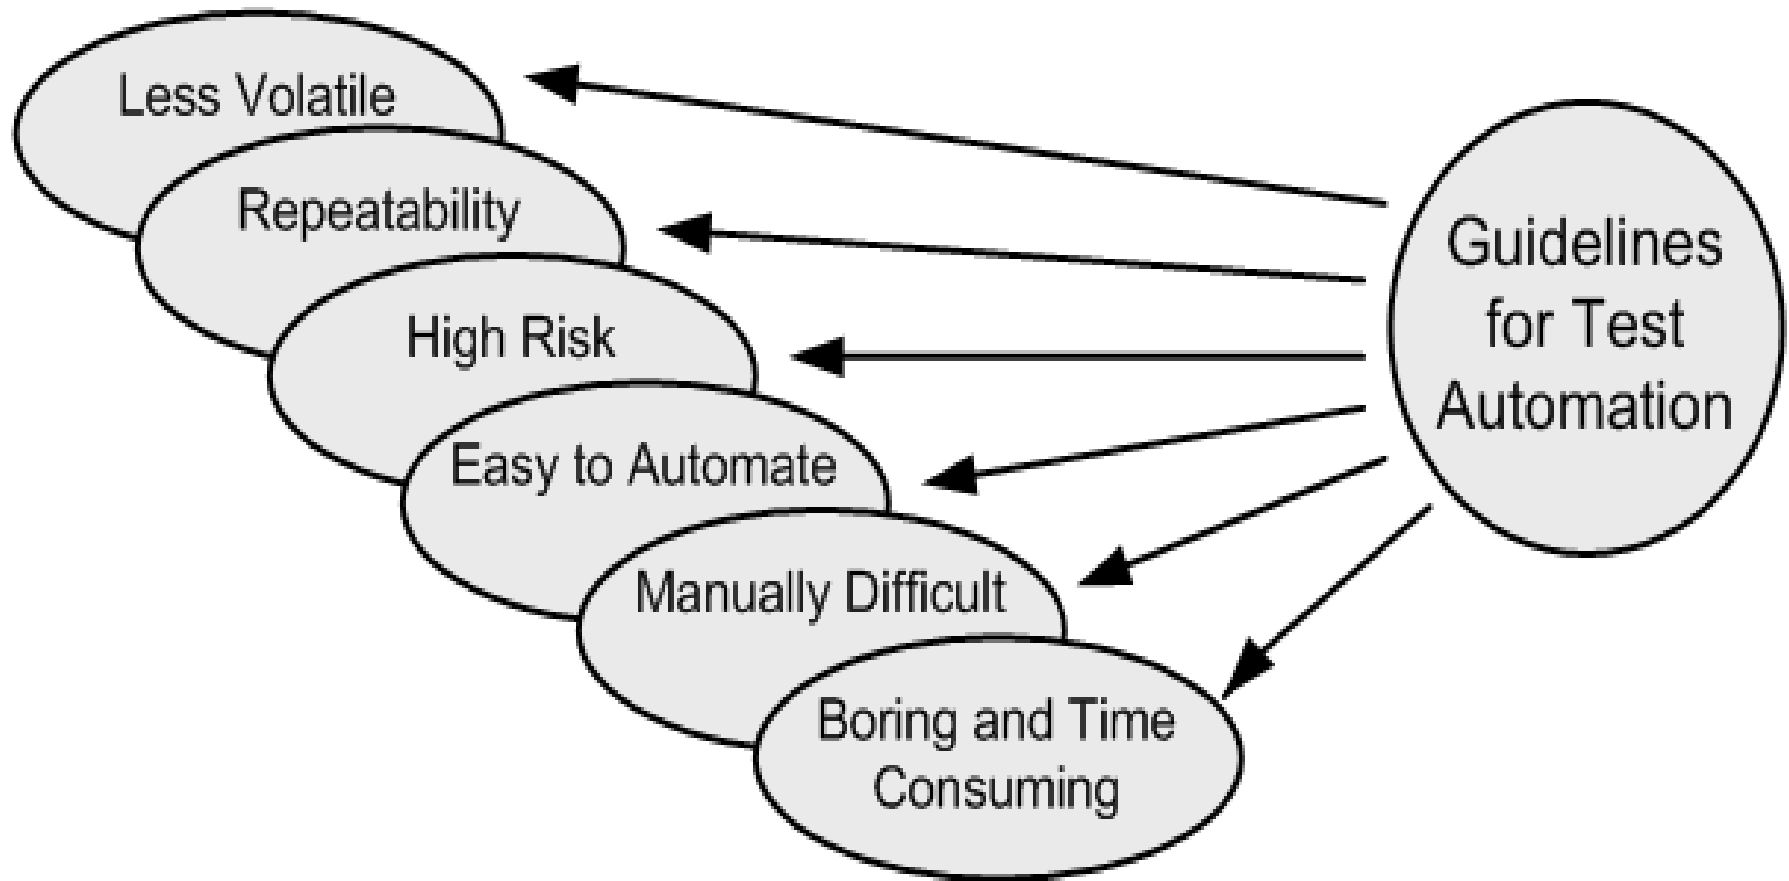 Less Volatile
Repeatability
High Risk
Easy to Automate
Manually Difficult
Boring and Time
Consuming
Guidelines
for Test
Automation